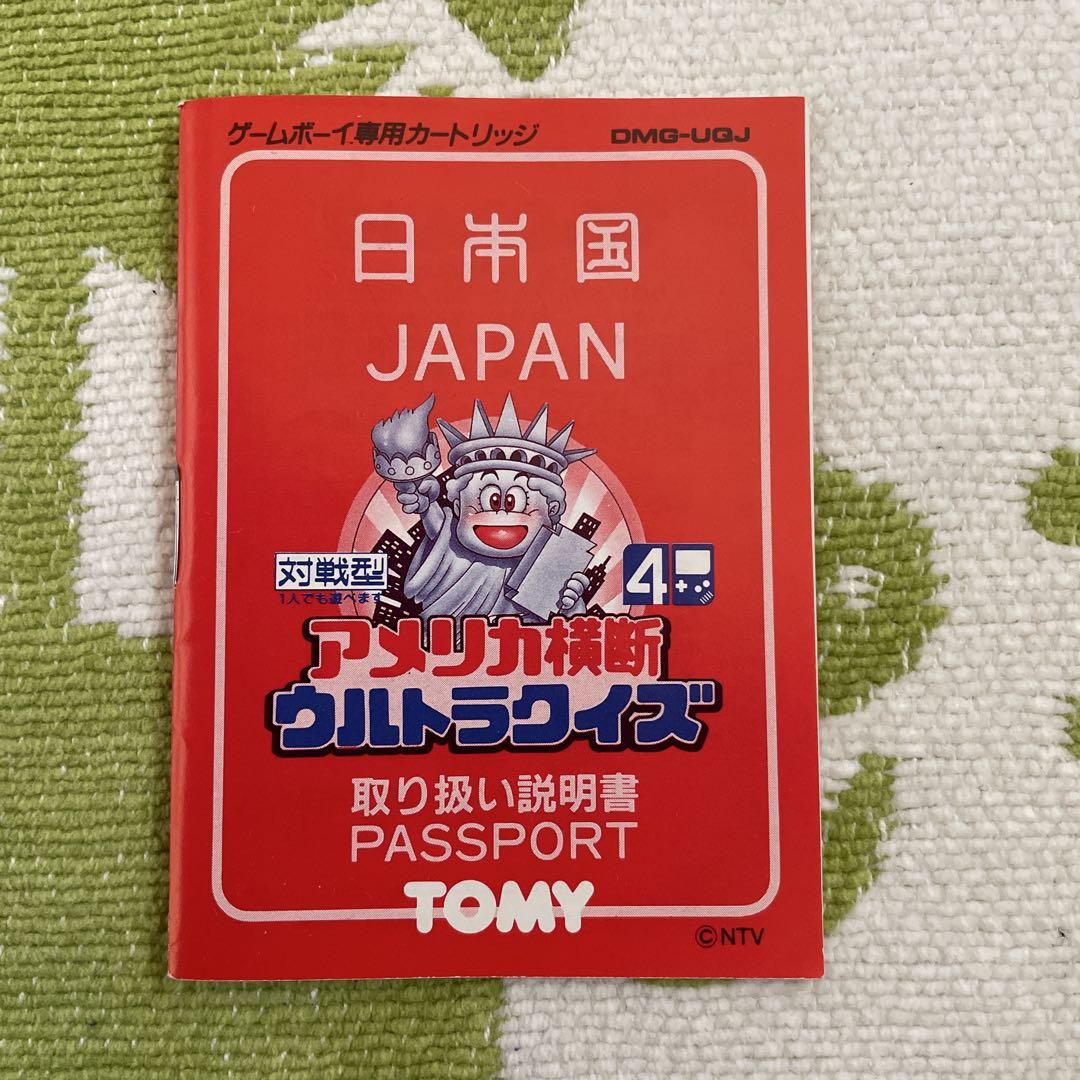 ゲームボーイ専用カートリッジ DMG-UQJ
日本国
JAPAN
対戦型
1人でも遊べます
4
アメリカ横断
ウルトラクイズ
取り扱い説明書
PASSPORT
TOMY
©NTV